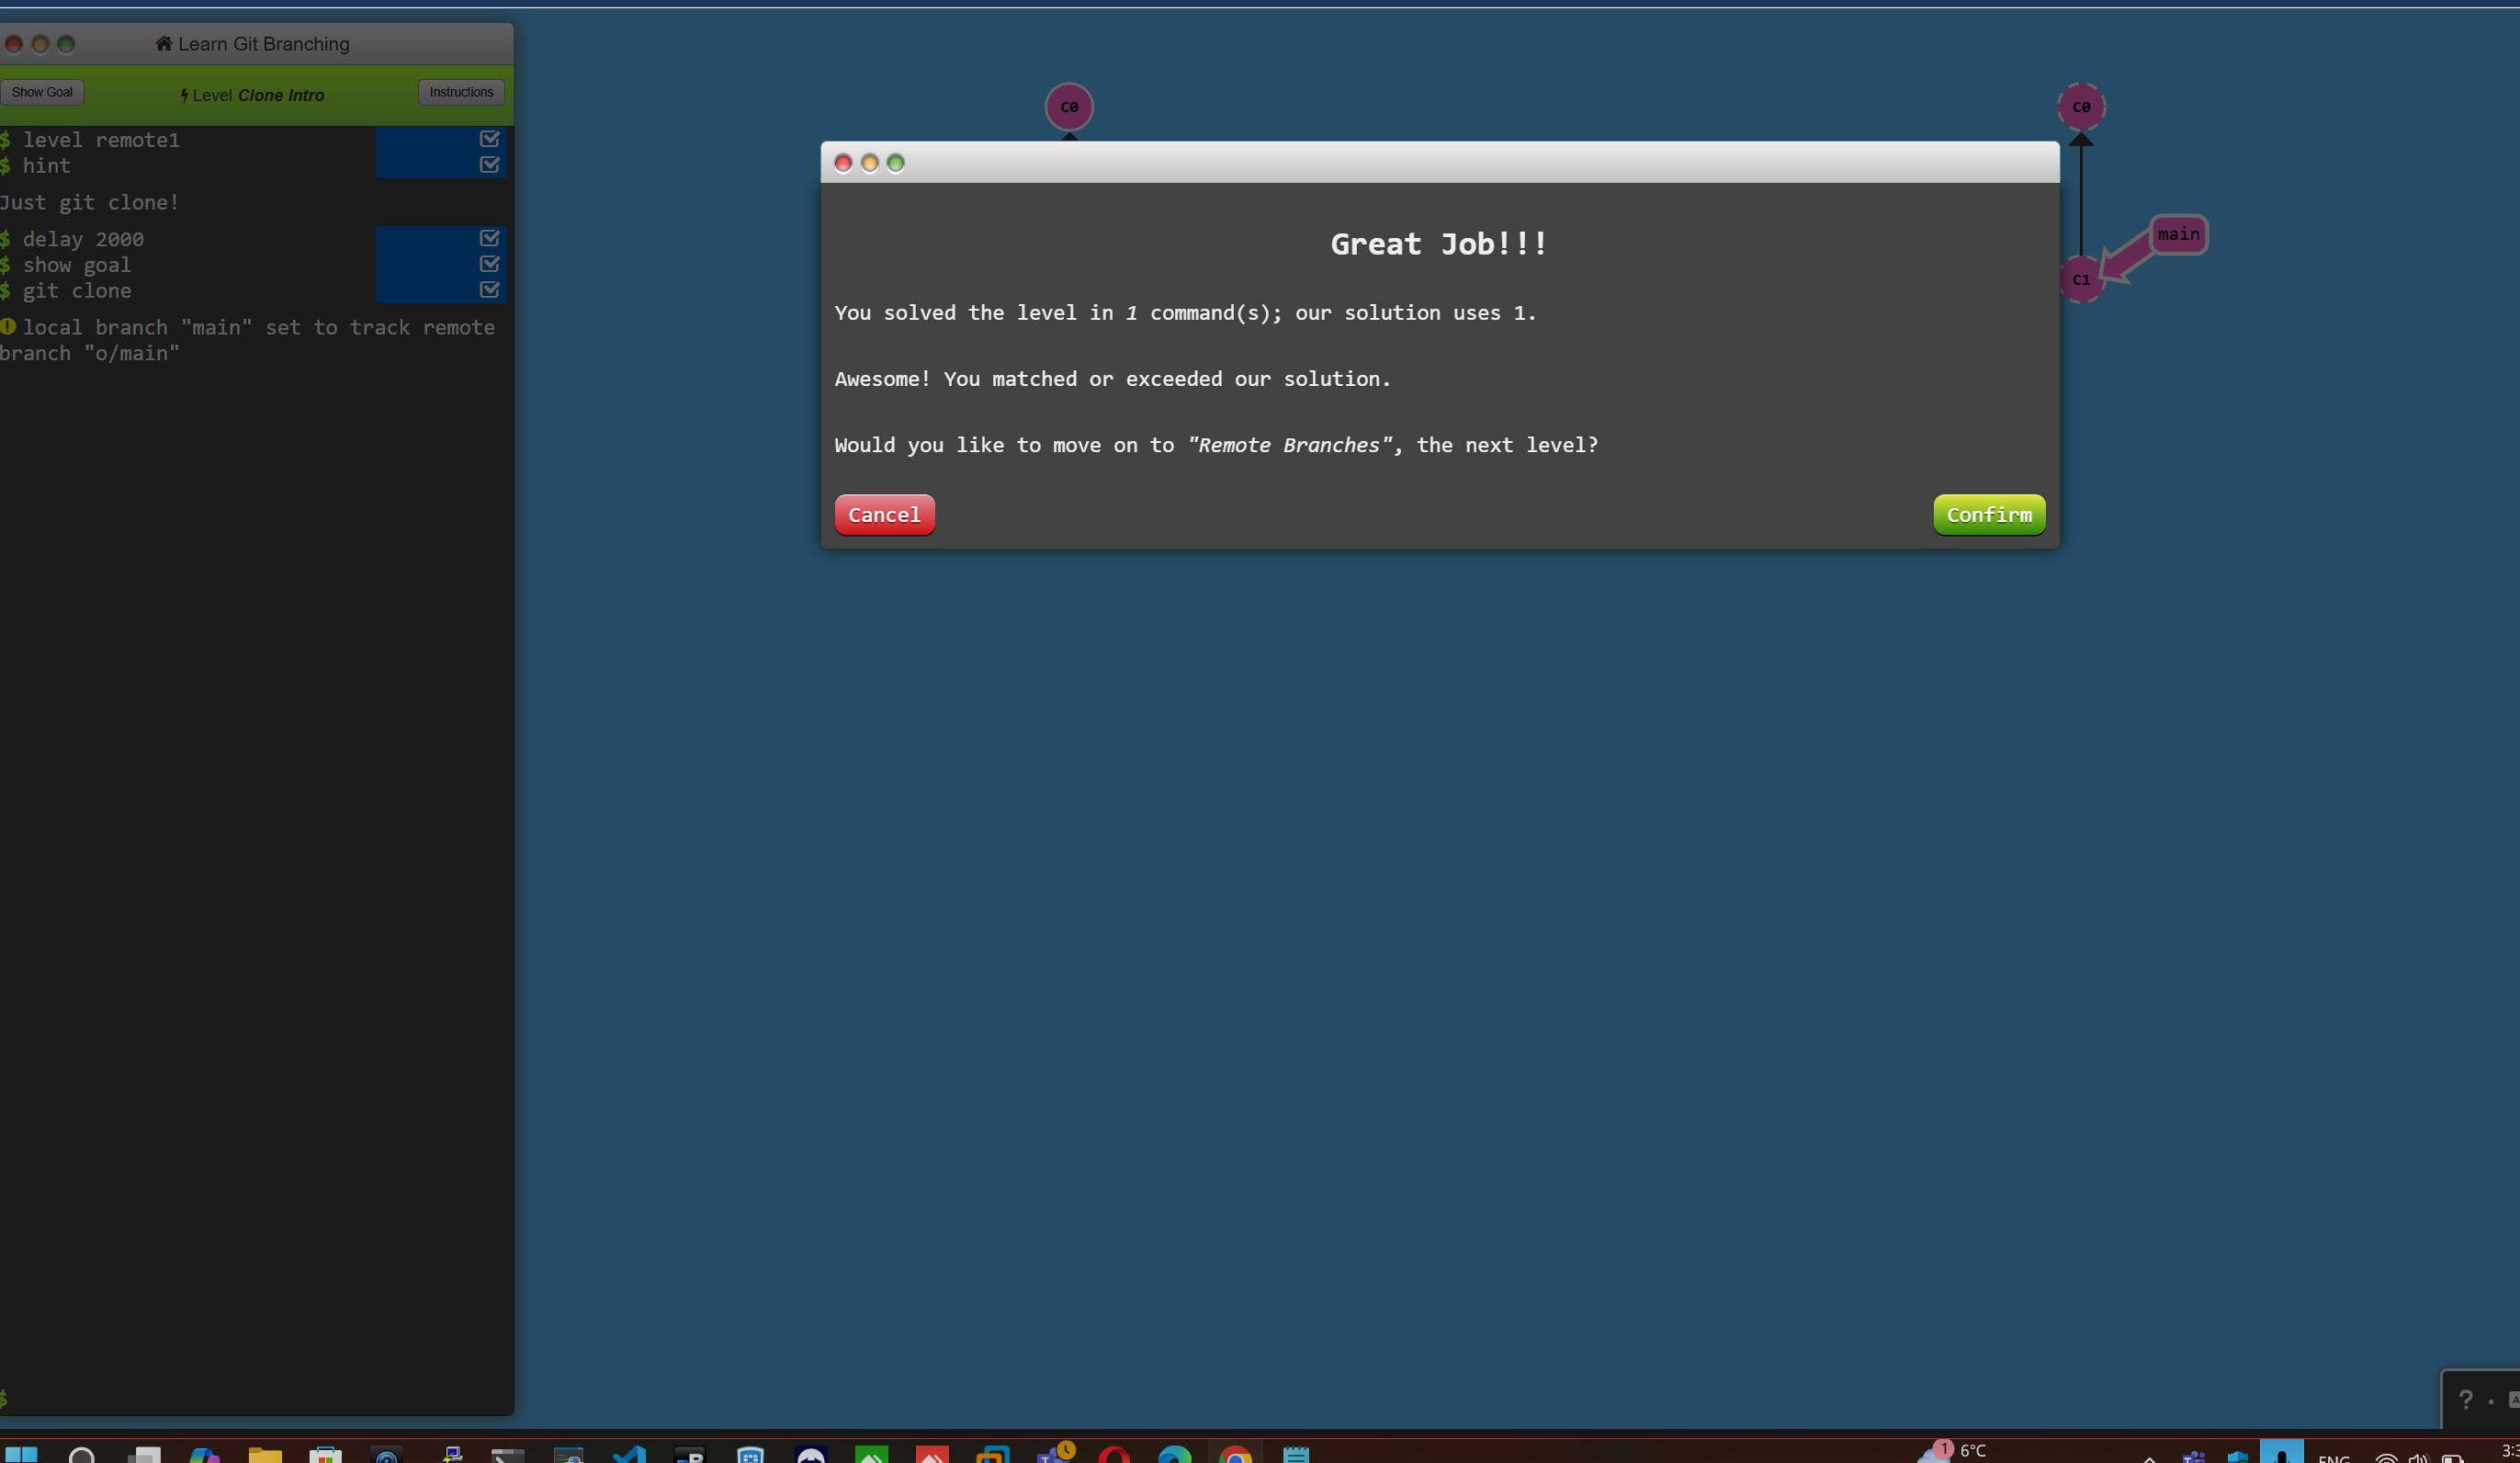 Learn Git Branching
Show Goal
Level Clone Intro
Instructions
$ level remote1
$ hint
Just git clone!
$ delay 2000
$ show goal
$ git clone
local branch "main" set to track remote
branch "o/main"
$
C0
C0
main
C1
Great Job!!!
You solved the level in 1 command(s); our solution uses 1.
Awesome! You matched or exceeded our solution.
Would you like to move on to "Remote Branches", the next level?
Cancel
Confirm
?
1
6°C
ENG